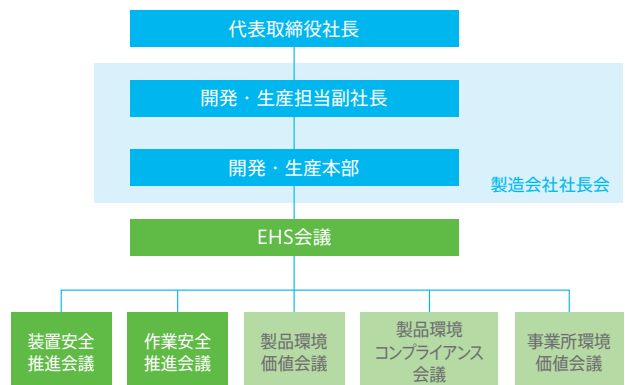 代表取締役社長
開発・生産担当副社長
開発・生産本部
製造会社社長会
EHS会議
装置安全
推進会議
作業安全
推進会議
製品環境
価値会議
製品環境
コンプライアンス
会議
事業所環境
価値会議